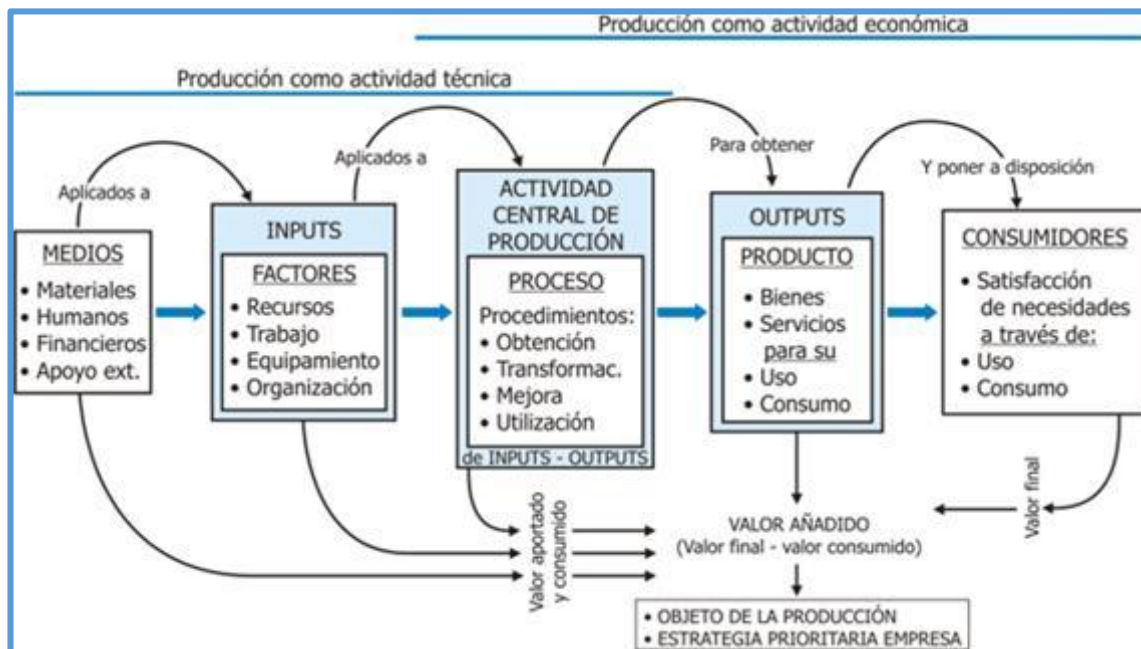 Producción como actividad económica
Producción como actividad técnica
Aplicados a
Aplicados a
Para obtener
Y poner a disposición
MEDIOS
• Materiales
• Humanos
• Financieros
• Apoyo ext.
INPUTS
FACTORES
• Recursos
• Trabajo
• Equipamiento
• Organización
ACTIVIDAD
CENTRAL DE
PRODUCCIÓN
PROCESO
Procedimientos:
• Obtención
• Transformac.
• Mejora
• Utilización
de INPUTS - OUTPUTS
OUTPUTS
PRODUCTO
• Bienes
• Servicios
para su
• Uso
• Consumo
CONSUMIDORES
• Satisfacción
de necesidades
a través de:
• Uso
• Consumo
Valor aportado
y consumido
VALOR AÑADIDO
(Valor final - valor consumido)
Valor final
• OBJETO DE LA PRODUCCIÓN
• ESTRATEGIA PRIORITARIA EMPRESA